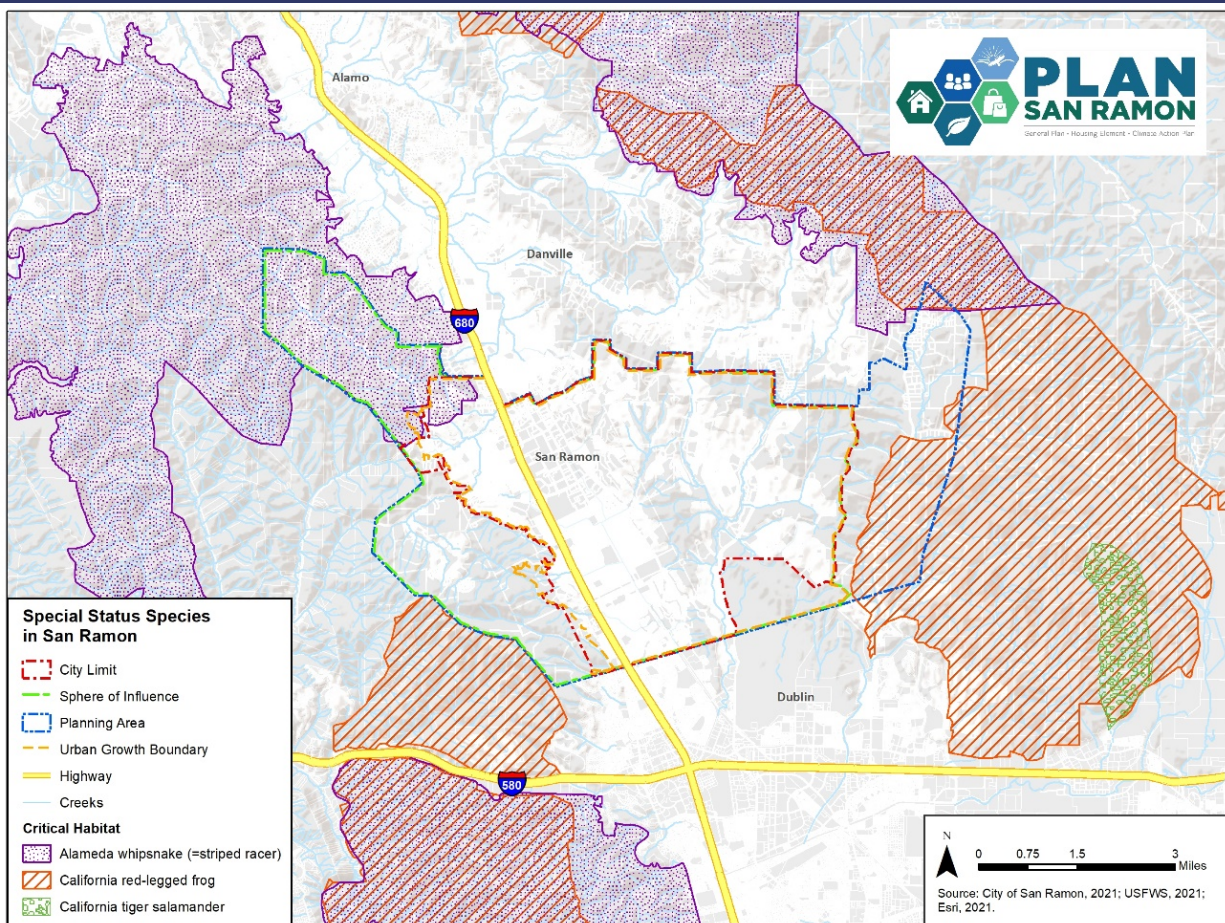 Alamo
PLAN
SAN RAMON
General Plan • Housing Element • Climate Action Plan
Danville
680
San Ramon
Dublin
580
Special Status Species
in San Ramon
City Limit
Sphere of Influence
Planning Area
Urban Growth Boundary
Highway
Creeks
Critical Habitat
Alameda whipsnake (=striped racer)
California red-legged frog
California tiger salamander
N
0 0.75 1.5 3
Miles
Source: City of San Ramon, 2021; USFWS, 2021;
Esri, 2021.